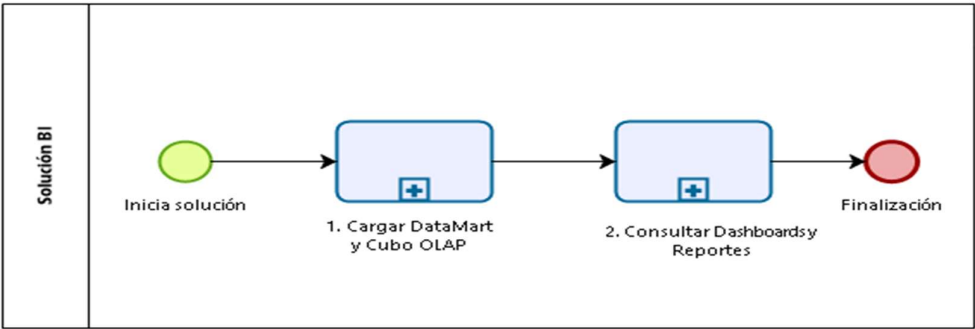 Solución BI
Inicia solución
1. Cargar DataMart
y Cubo OLAP
2. Consultar Dashboardsy
Reportes
Finalización